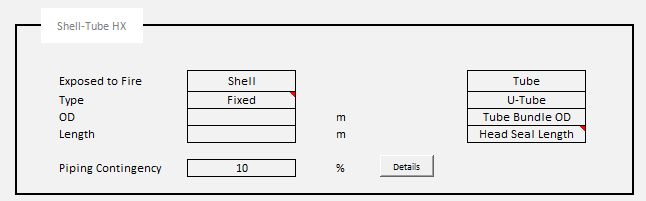 Shell-Tube HX
Exposed to Fire Shell Tube
Type Fixed U-Tube
OD m Tube Bundle OD
Length m Head Seal Length
Piping Contingency 10 % Details